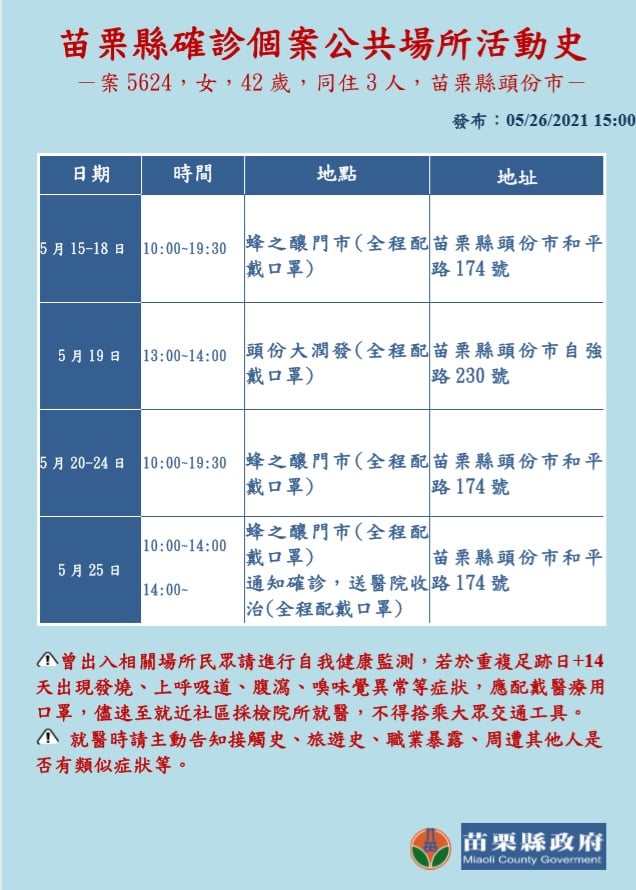 苗栗縣確診個案公共場所活動史
－案 5624，女，42 歲，同住 3 人，苗栗縣頭份市－
發布：05/26/2021 15:00
日期 時間 地點 地址
5 月 15-18 日 10:00~19:30 蜂之釀門市(全程配 苗栗縣頭份市和平
戴口罩) 路 174 號
5 月 19 日 13:00~14:00 頭份大潤發(全程配 苗栗縣頭份市自強
戴口罩) 路 230 號
5 月 20-24 日 10:00~19:30 蜂之釀門市(全程配 苗栗縣頭份市和平
戴口罩) 路 174 號
5 月 25 日 10:00~14:00 蜂之釀門市(全程配 苗栗縣頭份市和平
戴口罩) 路 174 號
14:00~ 通知確診，送醫院收
治(全程配戴口罩)
曾出入相關場所民眾請進行自我健康監測，若於重複足跡日+14
天出現發燒、上呼吸道、腹瀉、嗅味覺異常等症狀，應配戴醫療用
口罩，儘速至就近社區採檢院所就醫，不得搭乘大眾交通工具。
就醫時請主動告知接觸史、旅遊史、職業暴露、周遭其他人是
否有類似症狀等。
苗栗縣政府
Miaoli County Goverment